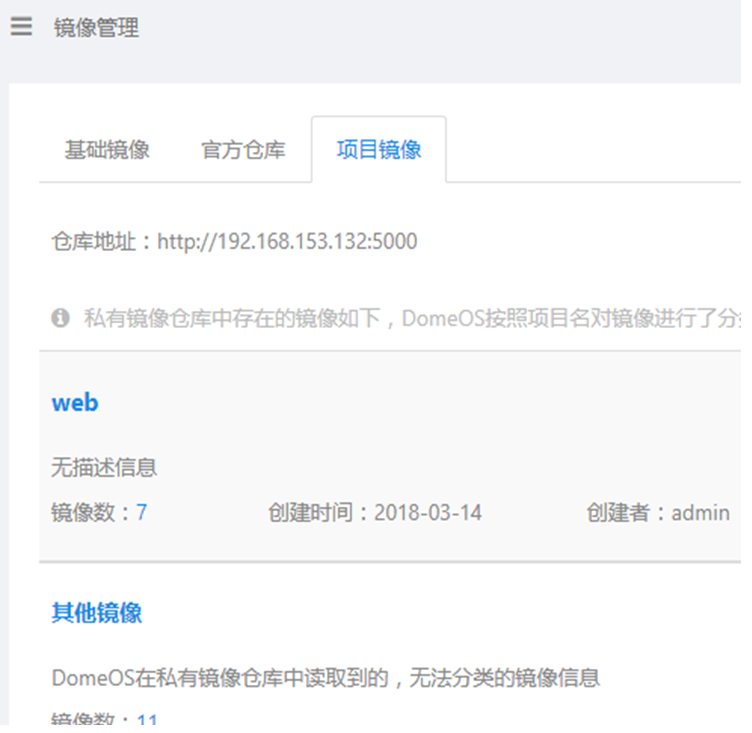 镜像管理
基础镜像 官方仓库 项目镜像
仓库地址：http://192.168.153.132:5000
私有镜像仓库中存在的镜像如下，DomeOS按照项目名对镜像进行了分
web
无描述信息
镜像数：7 创建时间：2018-03-14 创建者：admin
其他镜像
DomeOS在私有镜像仓库中读取到的，无法分类的镜像信息
镜像数：11